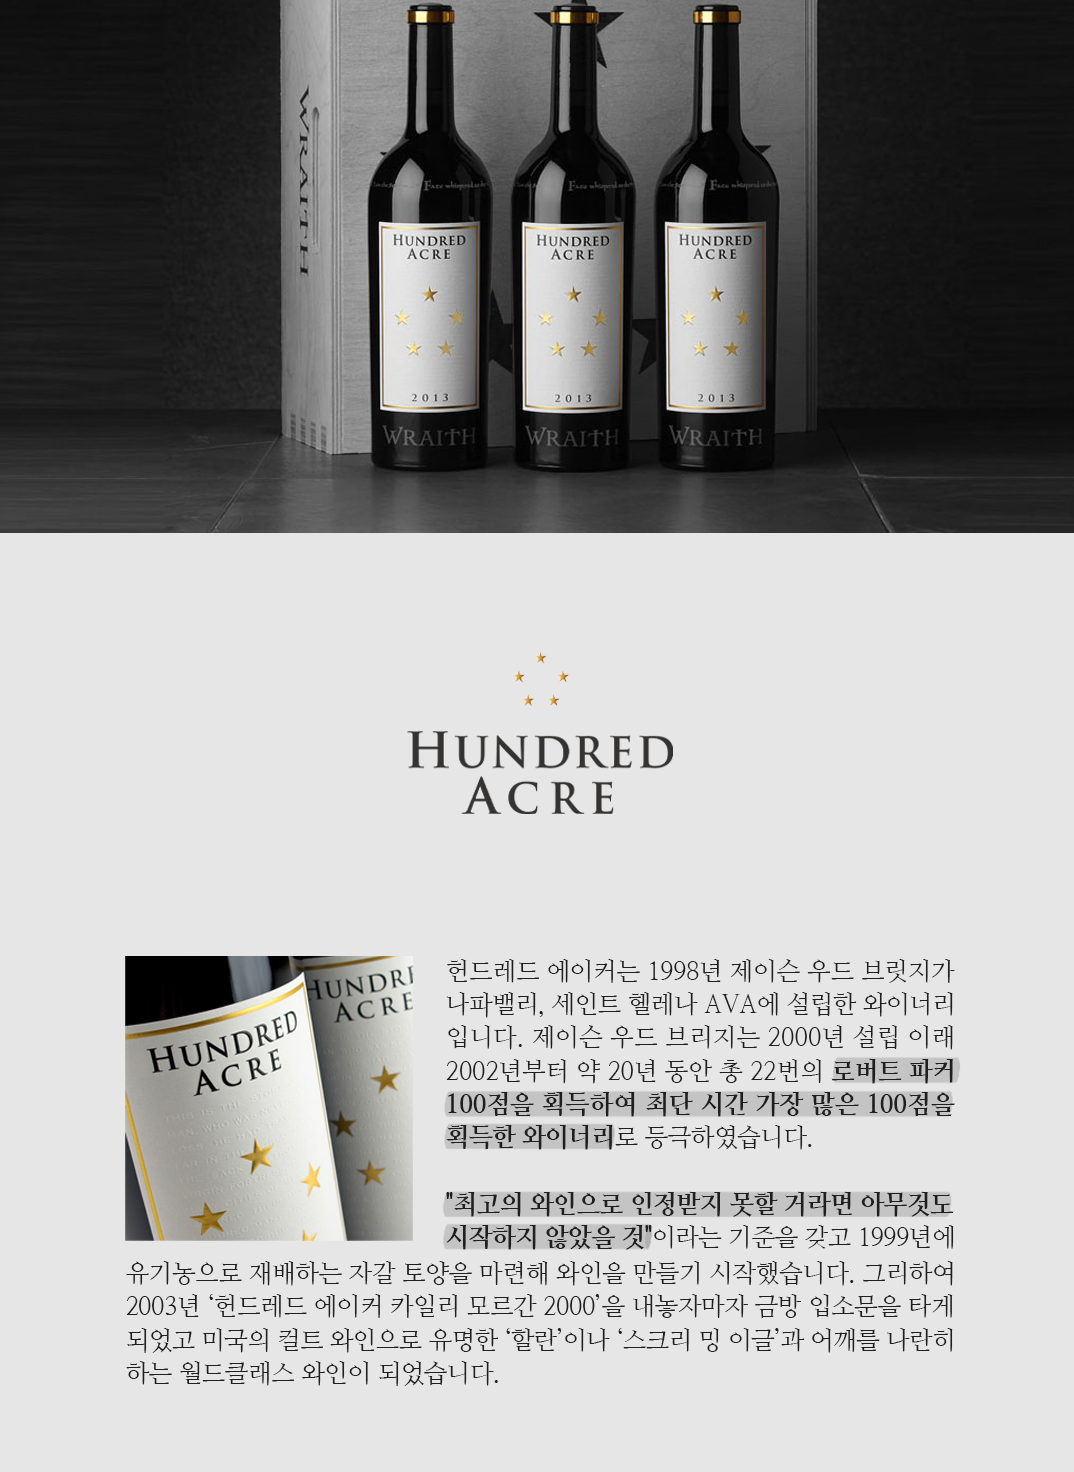 WRAITH
Face whispered
Face whispered
Face whispered
HUNDRED
ACRE
HUNDRED
ACRE
HUNDRED
ACRE
2013
2013
2013
WRAITH
WRAITH
WRAITH
HUNDRED
ACRE
HUNDRED
ACRE
HUNDRE
ACRE
헌드레드 에이커는 1998년 제이슨 우드 브릿지가
나파밸리, 세인트 헬레나 AVA에 설립한 와이너리
입니다. 제이슨 우드 브리지는 2000년 설립 이래
2002년부터 약 20년 동안 총 22번의 로버트 파커
100점을 획득하여 최단 시간 가장 많은 100점을
획득한 와이너리로 등극하였습니다.
"최고의 와인으로 인정받지 못할 거라면 아무것도
시작하지 않았을 것"이라는 기준을 갖고 1999년에
유기농으로 재배하는 자갈 토양을 마련해 와인을 만들기 시작했습니다. 그리하여
2003년 ‘헌드레드 에이커 카일리 모르간 2000’을 내놓자마자 금방 입소문을 타게
되었고 미국의 컬트 와인으로 유명한 ‘할란’이나 ‘스크리 밍 이글’과 어깨를 나란히
하는 월드클래스 와인이 되었습니다.